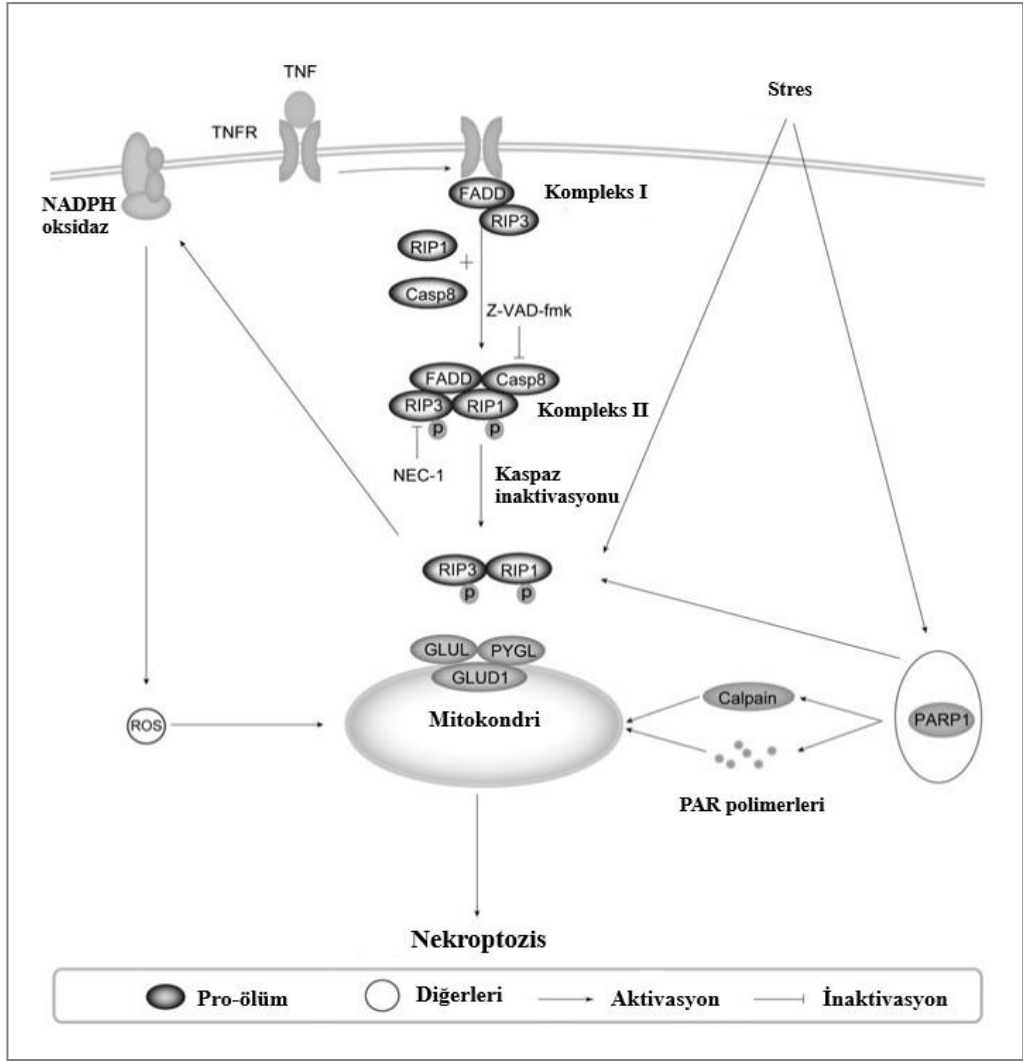 TNF
Stres
TNFR
NADPH
oksidaz
FADD
Kompleks I
RIP3
RIP1
+
Casp8
Z-VAD-fmk
FADD
Casp8
RIP3
RIP1
Kompleks II
p
p
NEC-1
Kaspaz
inaktivasyonu
RIP3
RIP1
p
p
GLUL
PYGL
GLUD1
Mitokondri
Calpain
PARP1
ROS
PAR polimerleri
Nekroptozis
Pro-ölüm
Diğerleri
Aktivasyon
İnaktivasyon